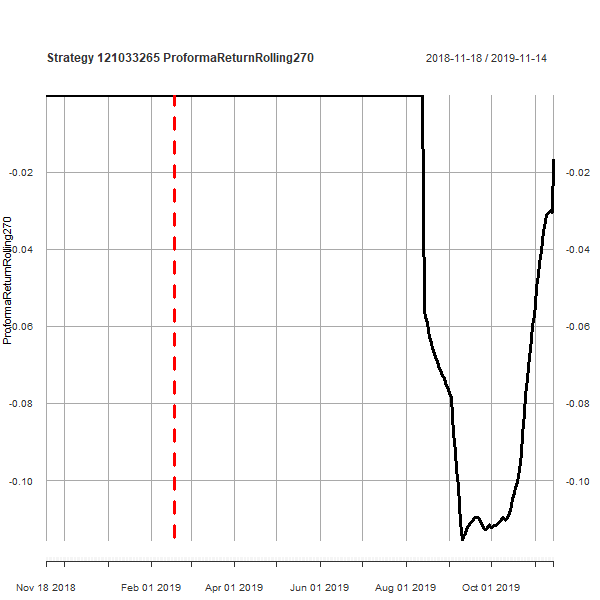 Strategy 121033265 ProformaReturnRolling270
2018-11-18 / 2019-11-14
ProformaReturnRolling270
-0.02
-0.04
-0.06
-0.08
-0.10
-0.02
-0.04
-0.06
-0.08
-0.10
Nov 18 2018 Feb 01 2019 Apr 01 2019 Jun 01 2019 Aug 01 2019 Oct 01 2019